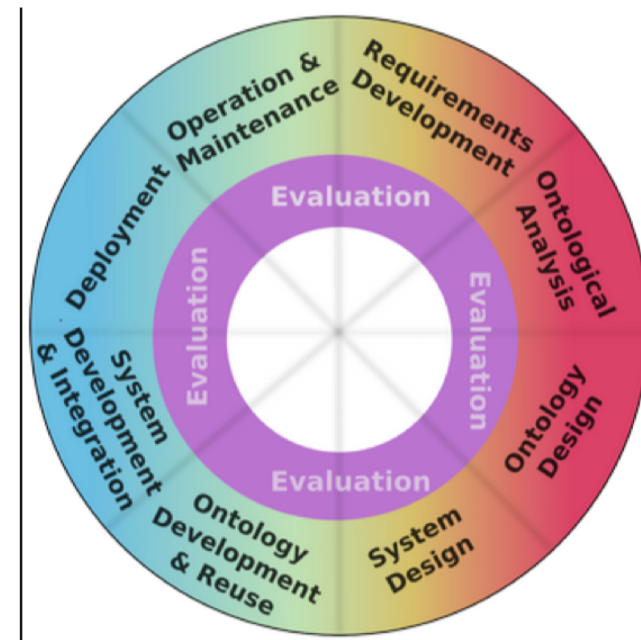 Requirements
Development
Ontological
Analysis
Ontology
Design
System
Design
Ontology
Development
& Reuse
System
Development
& Integration
Deployment
Operation &
Maintenance
Evaluation
Evaluation
Evaluation
Evaluation